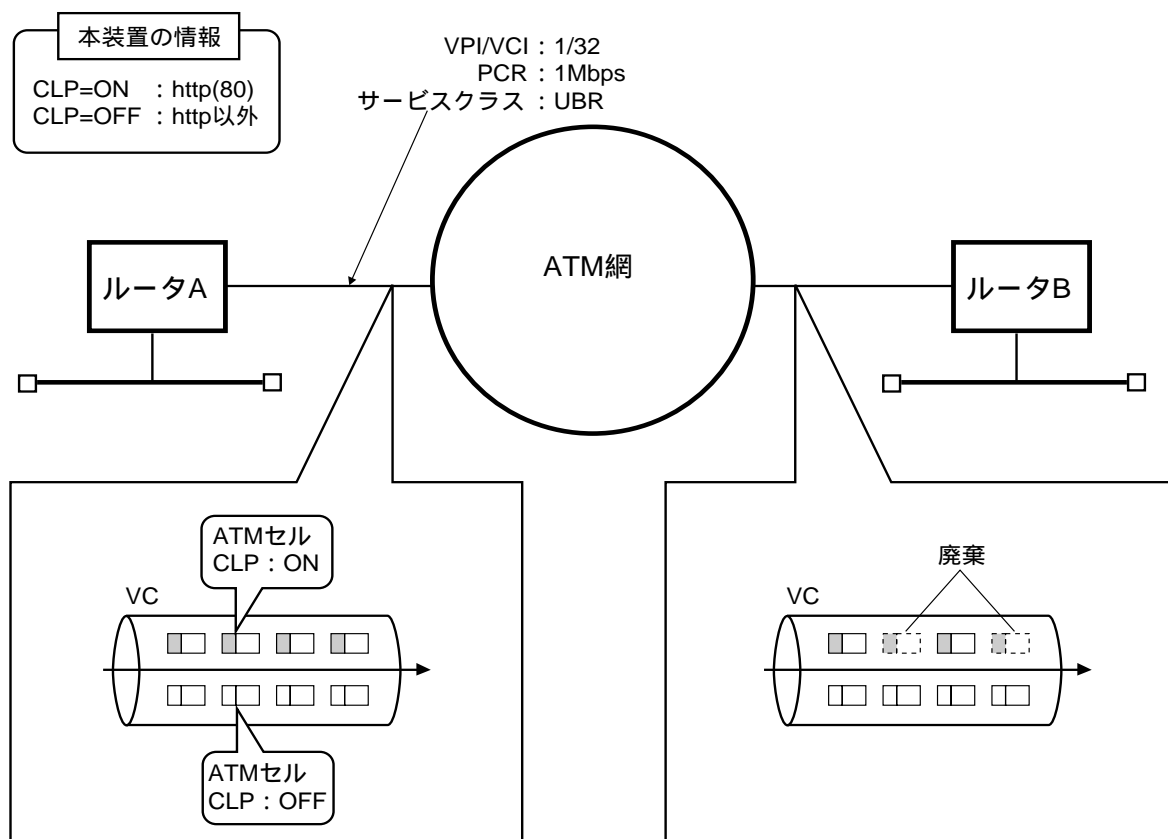 本装置の情報
CLP=ON ：http(80)
CLP=OFF ：http以外
VPI/VCI：1/32
PCR：1Mbps
サービスクラス：UBR
ルータA
ATM網
ルータB
ATMセル
CLP：ON
VC
ATMセル
CLP：OFF
廃棄
VC